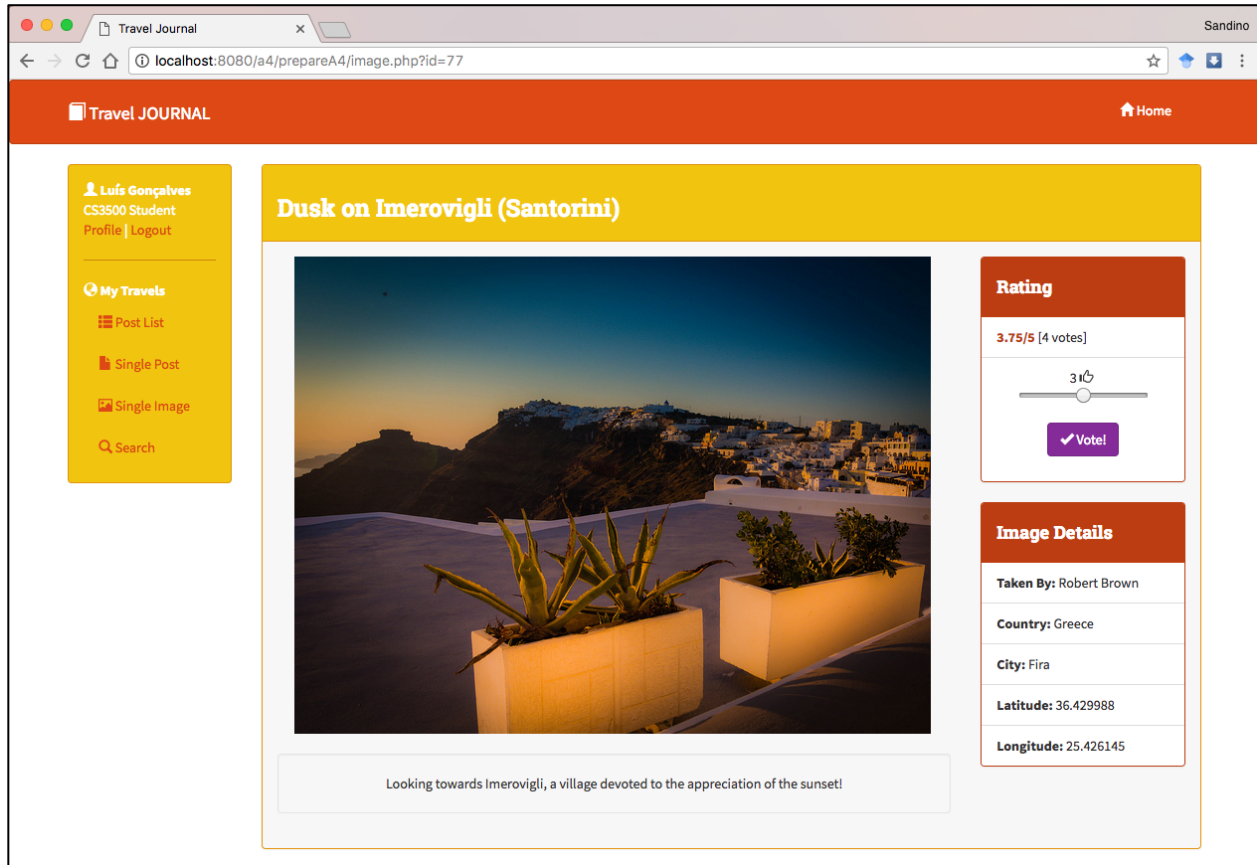 Travel Journal
Sandino
localhost:8080/a4/prepareA4/image.php?id=77
Travel JOURNAL
Home
Luís Gonçalves
CS3500 Student
Profile | Logout
My Travels
Post List
Single Post
Single Image
Search
Dusk on Imerovigli (Santorini)
Looking towards Imerovigli, a village devoted to the appreciation of the sunset!
Rating
3.75/5 [4 votes]
3
Vote!
Image Details
Taken By: Robert Brown
Country: Greece
City: Fira
Latitude: 36.429988
Longitude: 25.426145